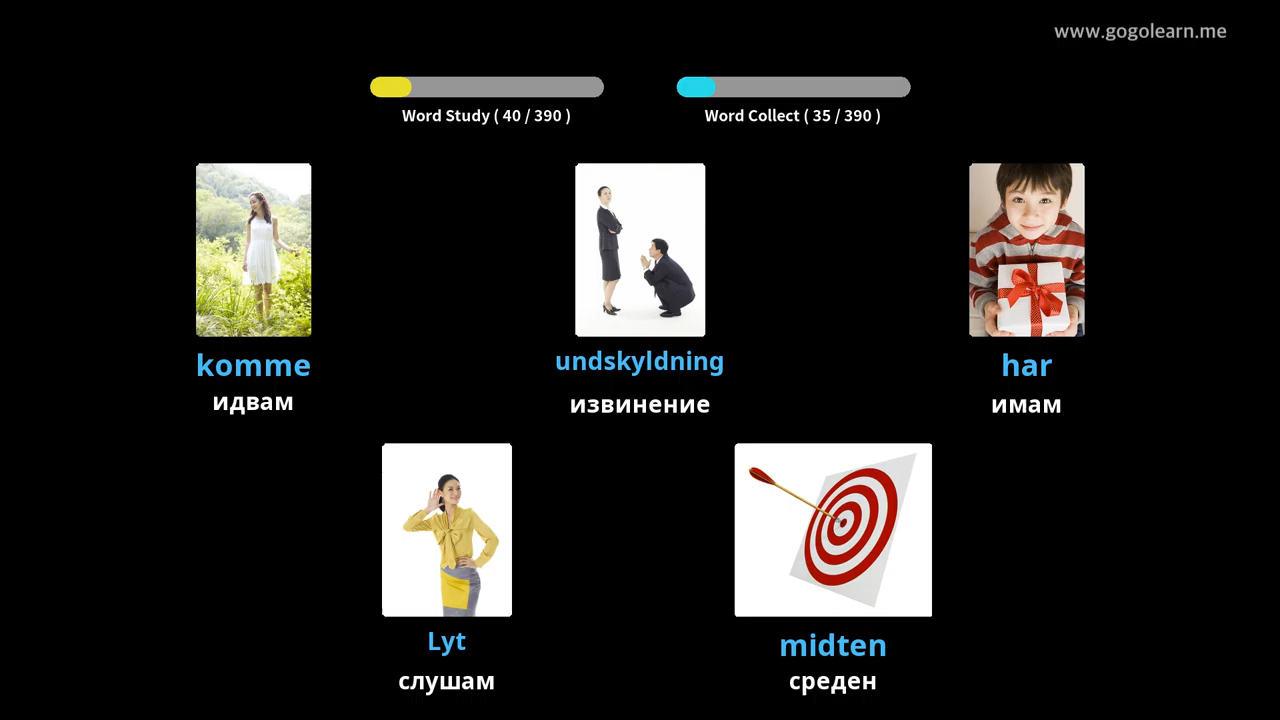 www.gogolearn.me
Word Study ( 40 / 390 )
Word Collect ( 35 / 390 )
komme
идвам
undskyldning
извинение
har
имам
Lyt
слушам
midten
среден